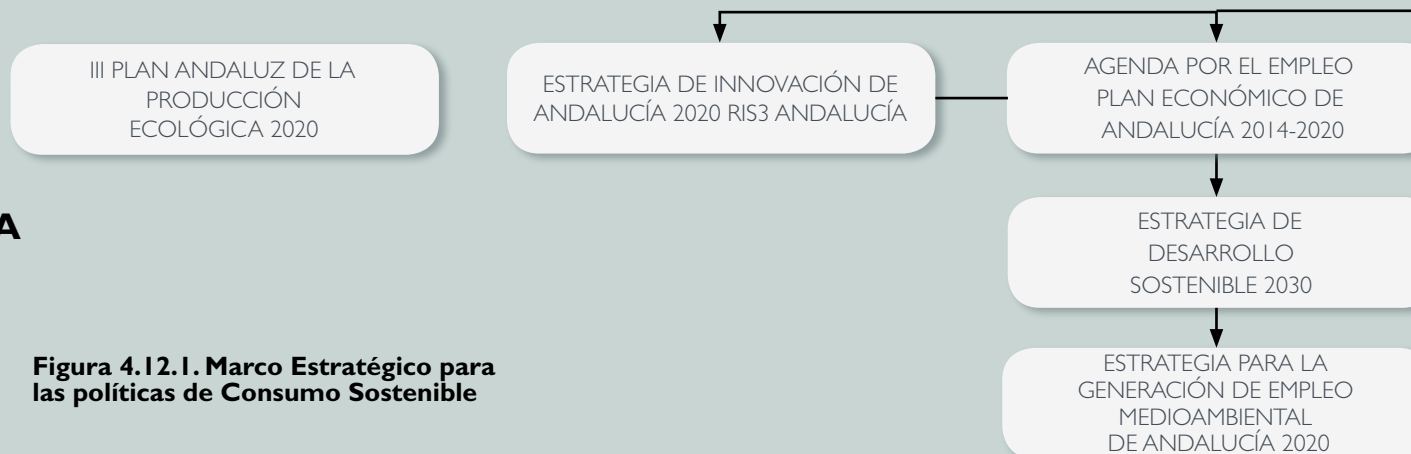 III PLAN ANDALUZ DE LA
PRODUCCIÓN
ECOLÓGICA 2020
ESTRATEGIA DE INNOVACIÓN DE
ANDALUCÍA 2020 RIS3 ANDALUCÍA
AGENDA POR EL EMPLEO
PLAN ECONÓMICO DE
ANDALUCÍA 2014-2020
A
ESTRATEGIA DE
DESARROLLO
SOSTENIBLE 2030
Figura 4.12.1. Marco Estratégico para
las políticas de Consumo Sostenible
ESTRATEGIA PARA LA
GENERACIÓN DE EMPLEO
MEDIOAMBIENTAL
DE ANDALUCÍA 2020